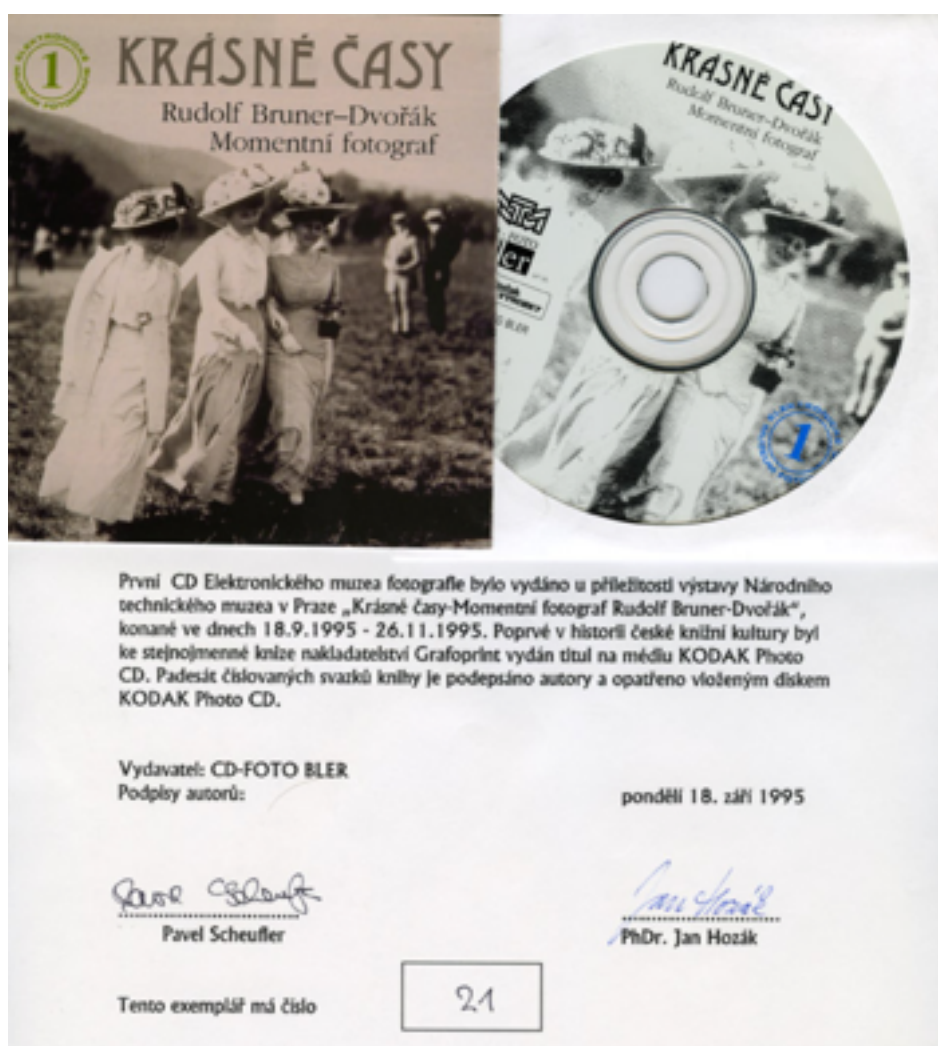 1
KRÁSNÉ ČASY
Rudolf Bruner–Dvořák
Momentní fotograf
KRÁSNÉ ČASY
Rudolf Bruner–Dvořák
Momentní fotograf
1
První CD Elektronického muzea fotografie bylo vydáno u příležitosti výstavy Národního
technického muzea v Praze „Krásné časy-Momentní fotograf Rudolf Bruner-Dvořák“,
konané ve dnech 18.9.1995 - 26.11.1995. Poprvé v historii české knižní kultury byl
ke stejnojmenné knize nakladatelství Grafoprint vydán titul na médiu KODAK Photo
CD. Padesát číslovaných svazků knihy je podepsáno autory a opatřeno vloženým diskem
KODAK Photo CD.
Vydavatel: CD-FOTO BLER
Podpisy autorů:
pondělí 18. září 1995
Pavel Scheufler
Jan Hozák
Pavel Scheufler
PhDr. Jan Hozák
Tento exemplář má číslo
21